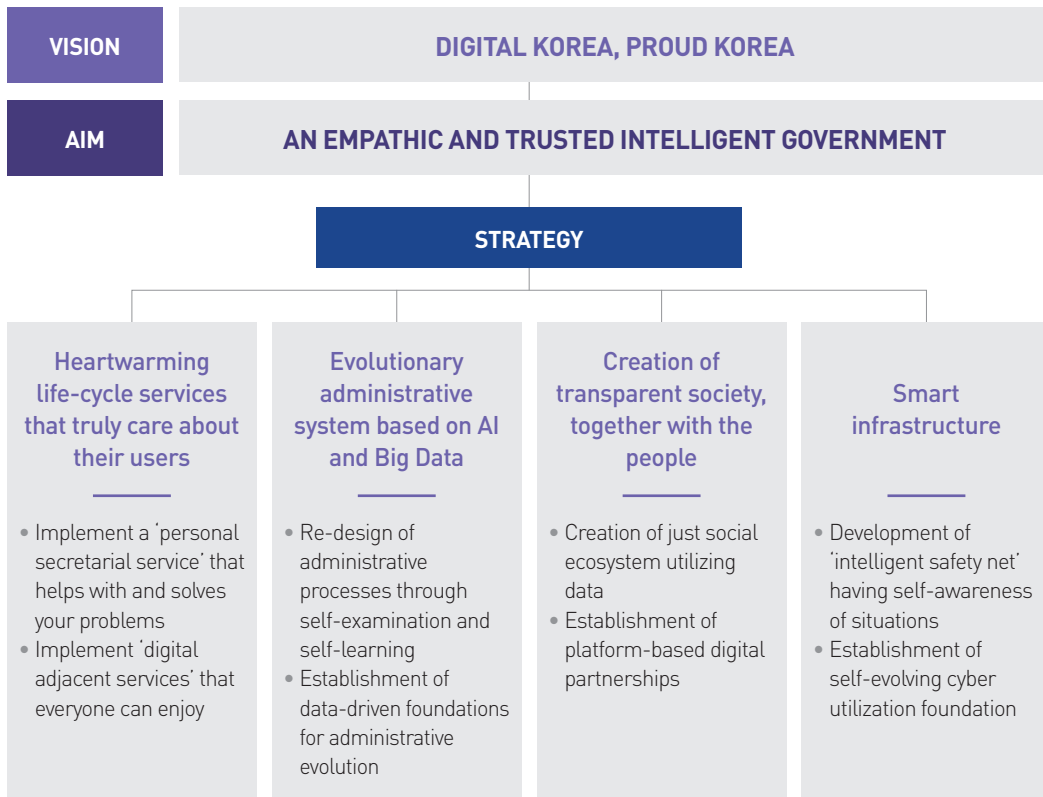 VISION
DIGITAL KOREA, PROUD KOREA
AIM
AN EMPATHIC AND TRUSTED INTELLIGENT GOVERNMENT
STRATEGY
Heartwarming
life-cycle services
that truly care about
their users
• Implement a ‘personal
secretarial service’ that
helps with and solves
your problems
• Implement ‘digital
adjacent services’ that
everyone can enjoy
Evolutionary
administrative
system based on AI
and Big Data
• Re-design of
administrative
processes through
self-examination and
self-learning
• Establishment of
data-driven foundations
for administrative
evolution
Creation of
transparent society,
together with the
people
• Creation of just social
ecosystem utilizing
data
• Establishment of
platform-based digital
partnerships
Smart
infrastructure
• Development of
‘intelligent safety net’
having self-awareness
of situations
• Establishment of
self-evolving cyber
utilization foundation